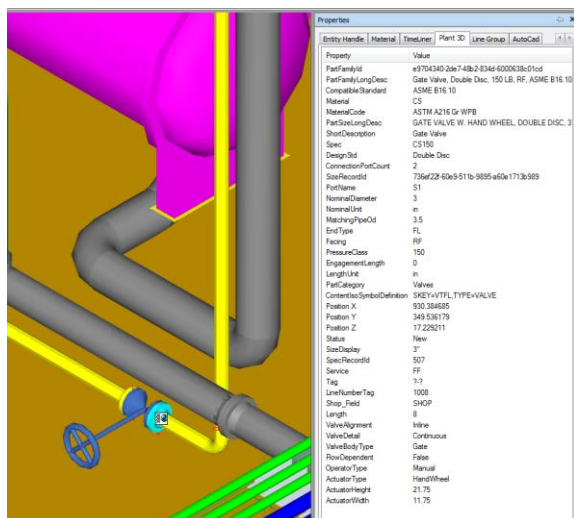 Properties
Entity Handle Material TimeLiner Plant 3D Line Group AutoCad
Property Value
PartFamilyId e9704340-2de7-48b2-834d-6000638c01cd
PartFamilyLongDesc Gate Valve, Double Disc, 150 LB, RF, ASME B16.10
CompatibleStandard ASME B16.10
Material CS
MaterialCode ASTM A216 Gr WPB
PartSizeLongDesc GATE VALVE W. HAND WHEEL, DOUBLE DISC, 3
ShortDescription Gate Valve
Spec CS150
DesignStd Double Disc
ConnectionPortCount 2
SizeRecordId 736ef22f-60e9-511b-9895-a60e1713b989
PortName S1
NominalDiameter 3
NominalUnit in
MatchingPipeOd 3.5
EndType FL
Facing RF
PressureClass 150
EngagementLength 0
LengthUnit in
PartCategory Valves
ContentIsoSymbolDefinition SKEY=VTFL,TYPE=VALVE
Position X 930.384685
Position Y 349.536179
Position Z 17.229211
Status New
SizeDisplay 3"
SpecRecordId 507
Service FF
Tag ?-?
LineNumberTag 1008
Shop_Field SHOP
Length 8
ValveAlignment Inline
ValveDetail Continuous
ValveBodyType Gate
FlowDependent False
OperatorType Manual
ActuatorType HandWheel
ActuatorHeight 21.75
ActuatorWidth 11.75